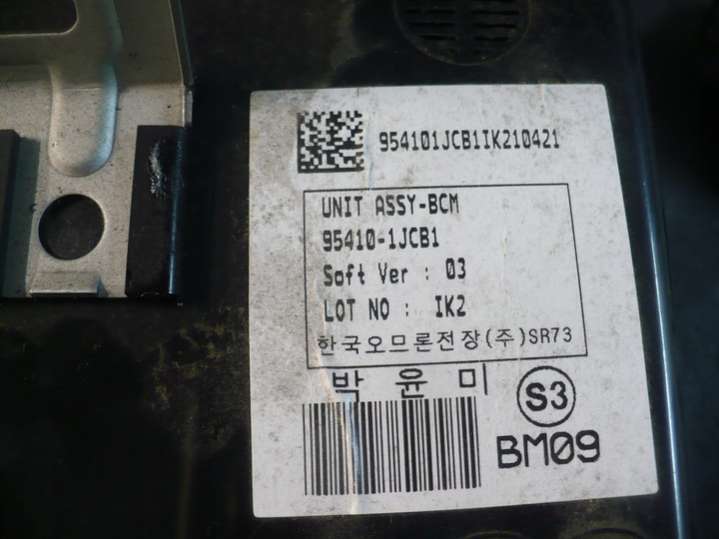 954101JCB1IK210421
UNIT ASSY-BCM
95410-1JCB1
Soft Ver : 03
LOT NO : IK2
한국오므론전장(주)SR73
박 윤 미
S3
BM09